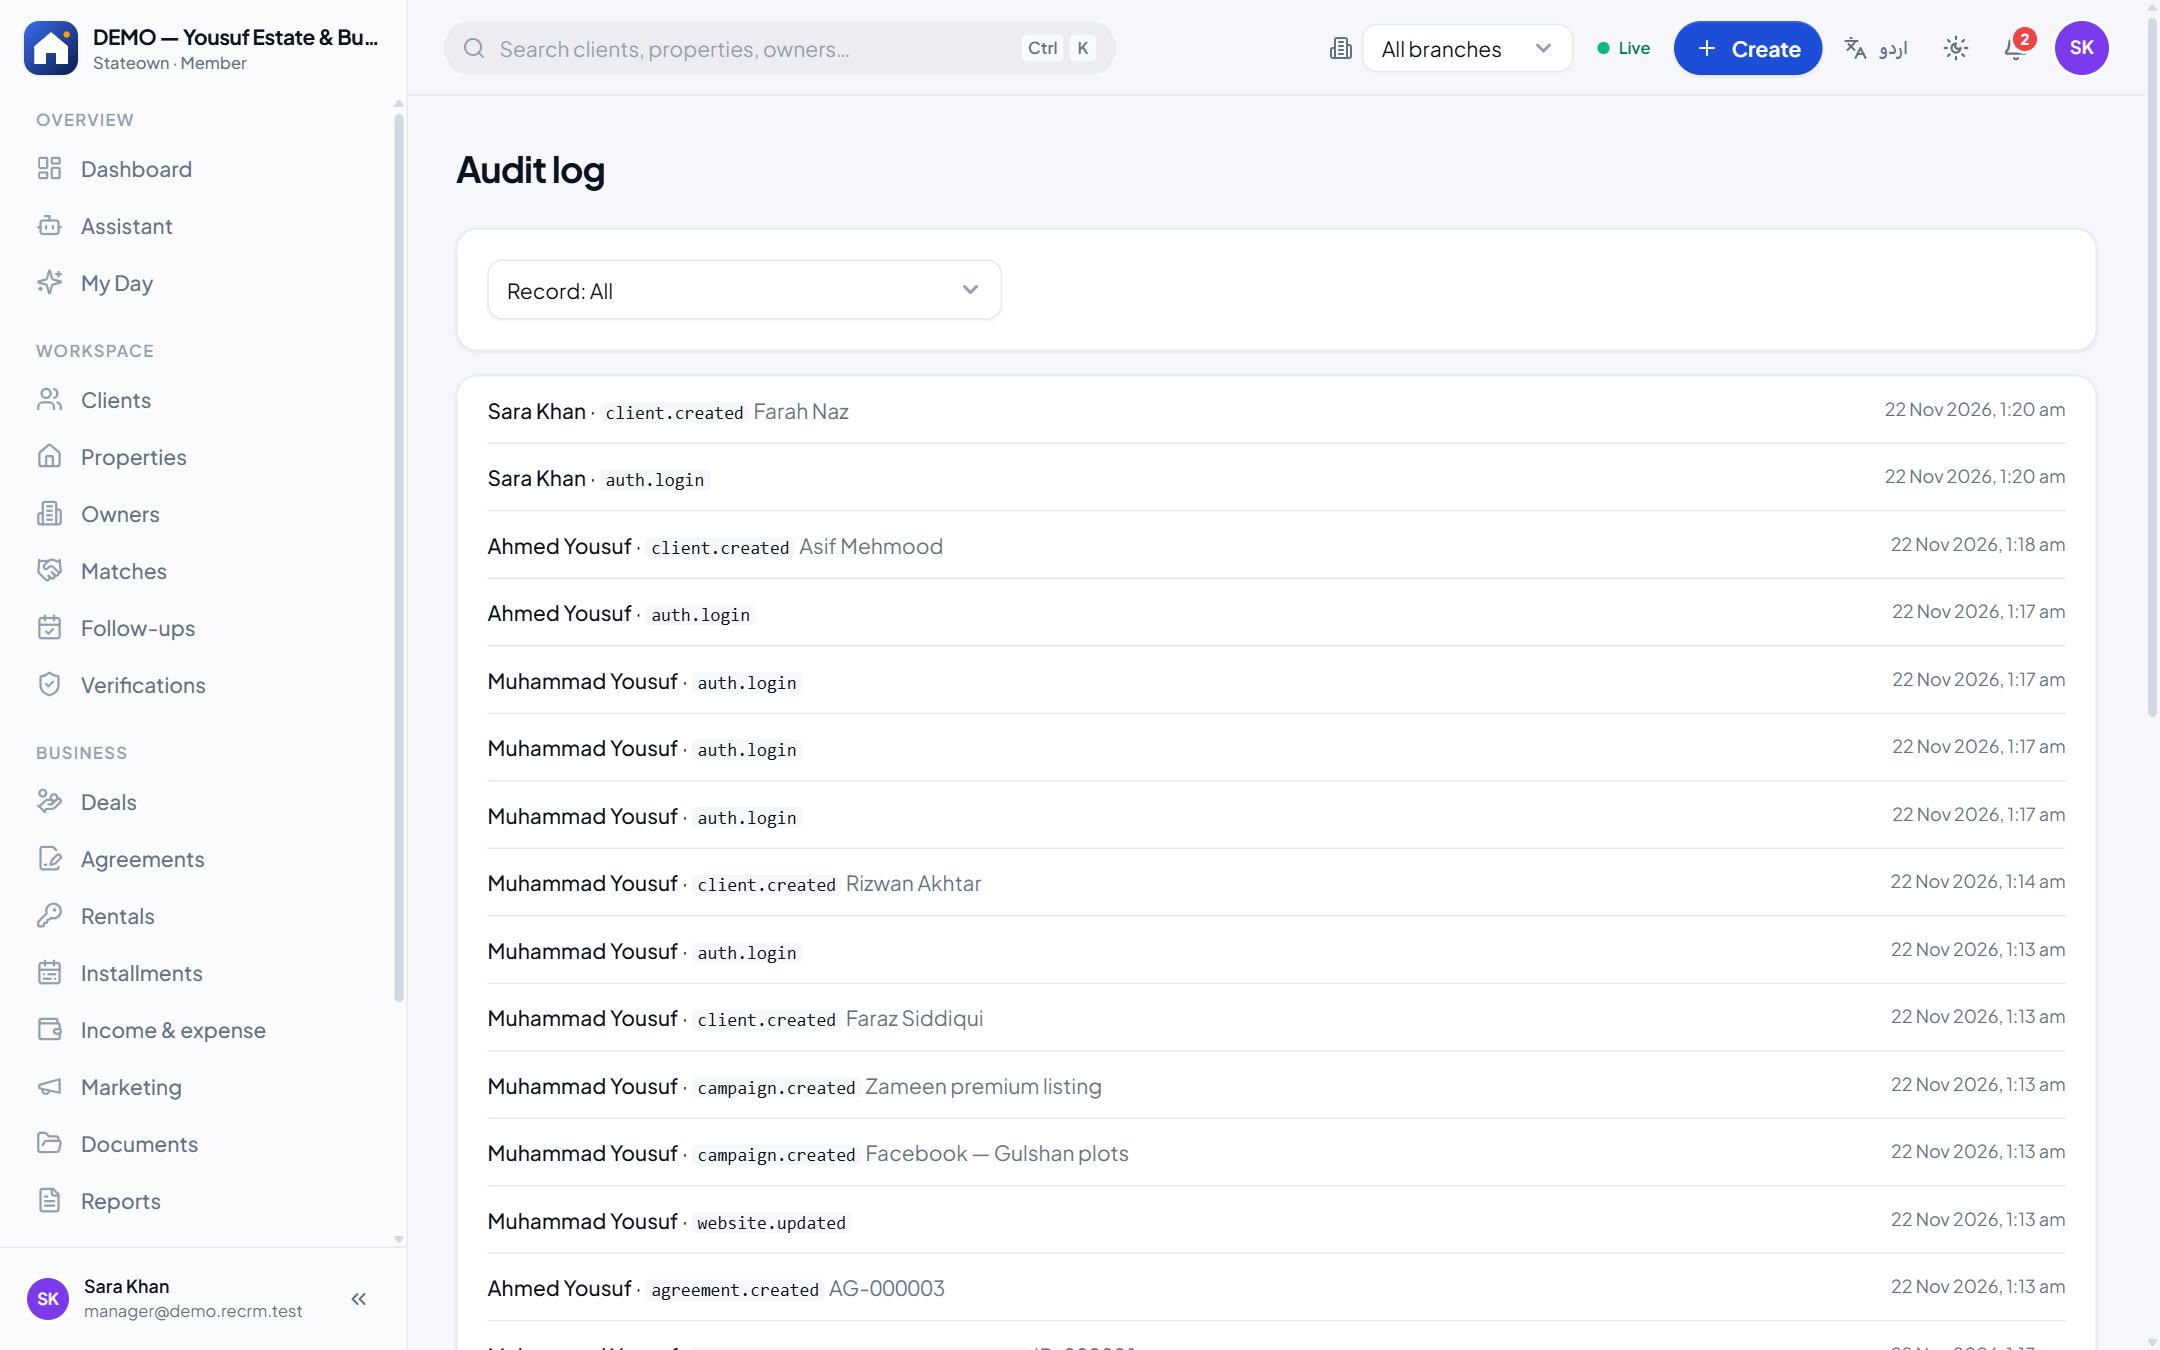 DEMO — Yousuf Estate & Bu...
Stateown · Member
Search clients, properties, owners...
Ctrl K
All branches
Live
Create
اردو
2
SK
OVERVIEW
Dashboard
Assistant
My Day
WORKSPACE
Clients
Properties
Owners
Matches
Follow-ups
Verifications
BUSINESS
Deals
Agreements
Rentals
Installments
Income & expense
Marketing
Documents
Reports
SK
Sara Khan
manager@demo.recrm.test
Audit log
Record: All
Sara Khan · client.created Farah Naz 22 Nov 2026, 1:20 am
Sara Khan · auth.login 22 Nov 2026, 1:20 am
Ahmed Yousuf · client.created Asif Mehmood 22 Nov 2026, 1:18 am
Ahmed Yousuf · auth.login 22 Nov 2026, 1:17 am
Muhammad Yousuf · auth.login 22 Nov 2026, 1:17 am
Muhammad Yousuf · auth.login 22 Nov 2026, 1:17 am
Muhammad Yousuf · auth.login 22 Nov 2026, 1:17 am
Muhammad Yousuf · client.created Rizwan Akhtar 22 Nov 2026, 1:14 am
Muhammad Yousuf · auth.login 22 Nov 2026, 1:13 am
Muhammad Yousuf · client.created Faraz Siddiqui 22 Nov 2026, 1:13 am
Muhammad Yousuf · campaign.created Zameen premium listing 22 Nov 2026, 1:13 am
Muhammad Yousuf · campaign.created Facebook — Gulshan plots 22 Nov 2026, 1:13 am
Muhammad Yousuf · website.updated 22 Nov 2026, 1:13 am
Ahmed Yousuf · agreement.created AG-000003 22 Nov 2026, 1:13 am